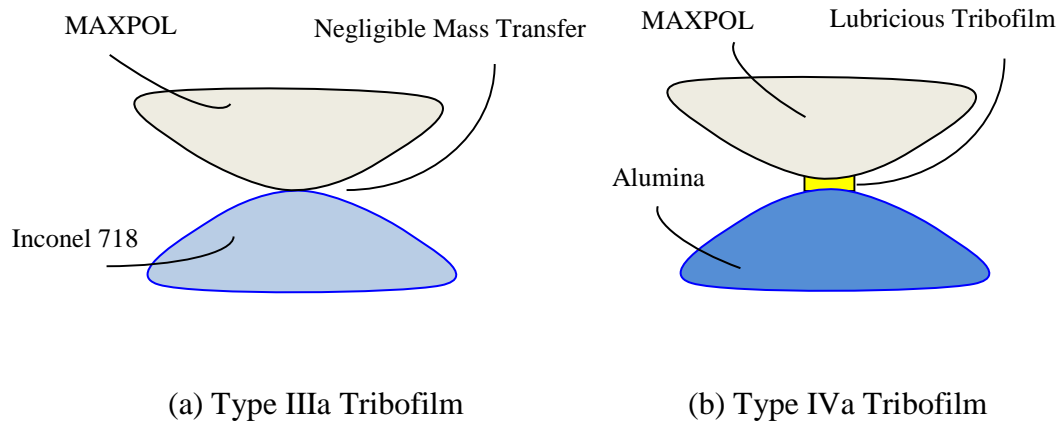 MAXPOL
Negligible Mass Transfer
Inconel 718
(a) Type IIIa Tribofilm
MAXPOL
Lubricious Tribofilm
Alumina
(b) Type IVa Tribofilm